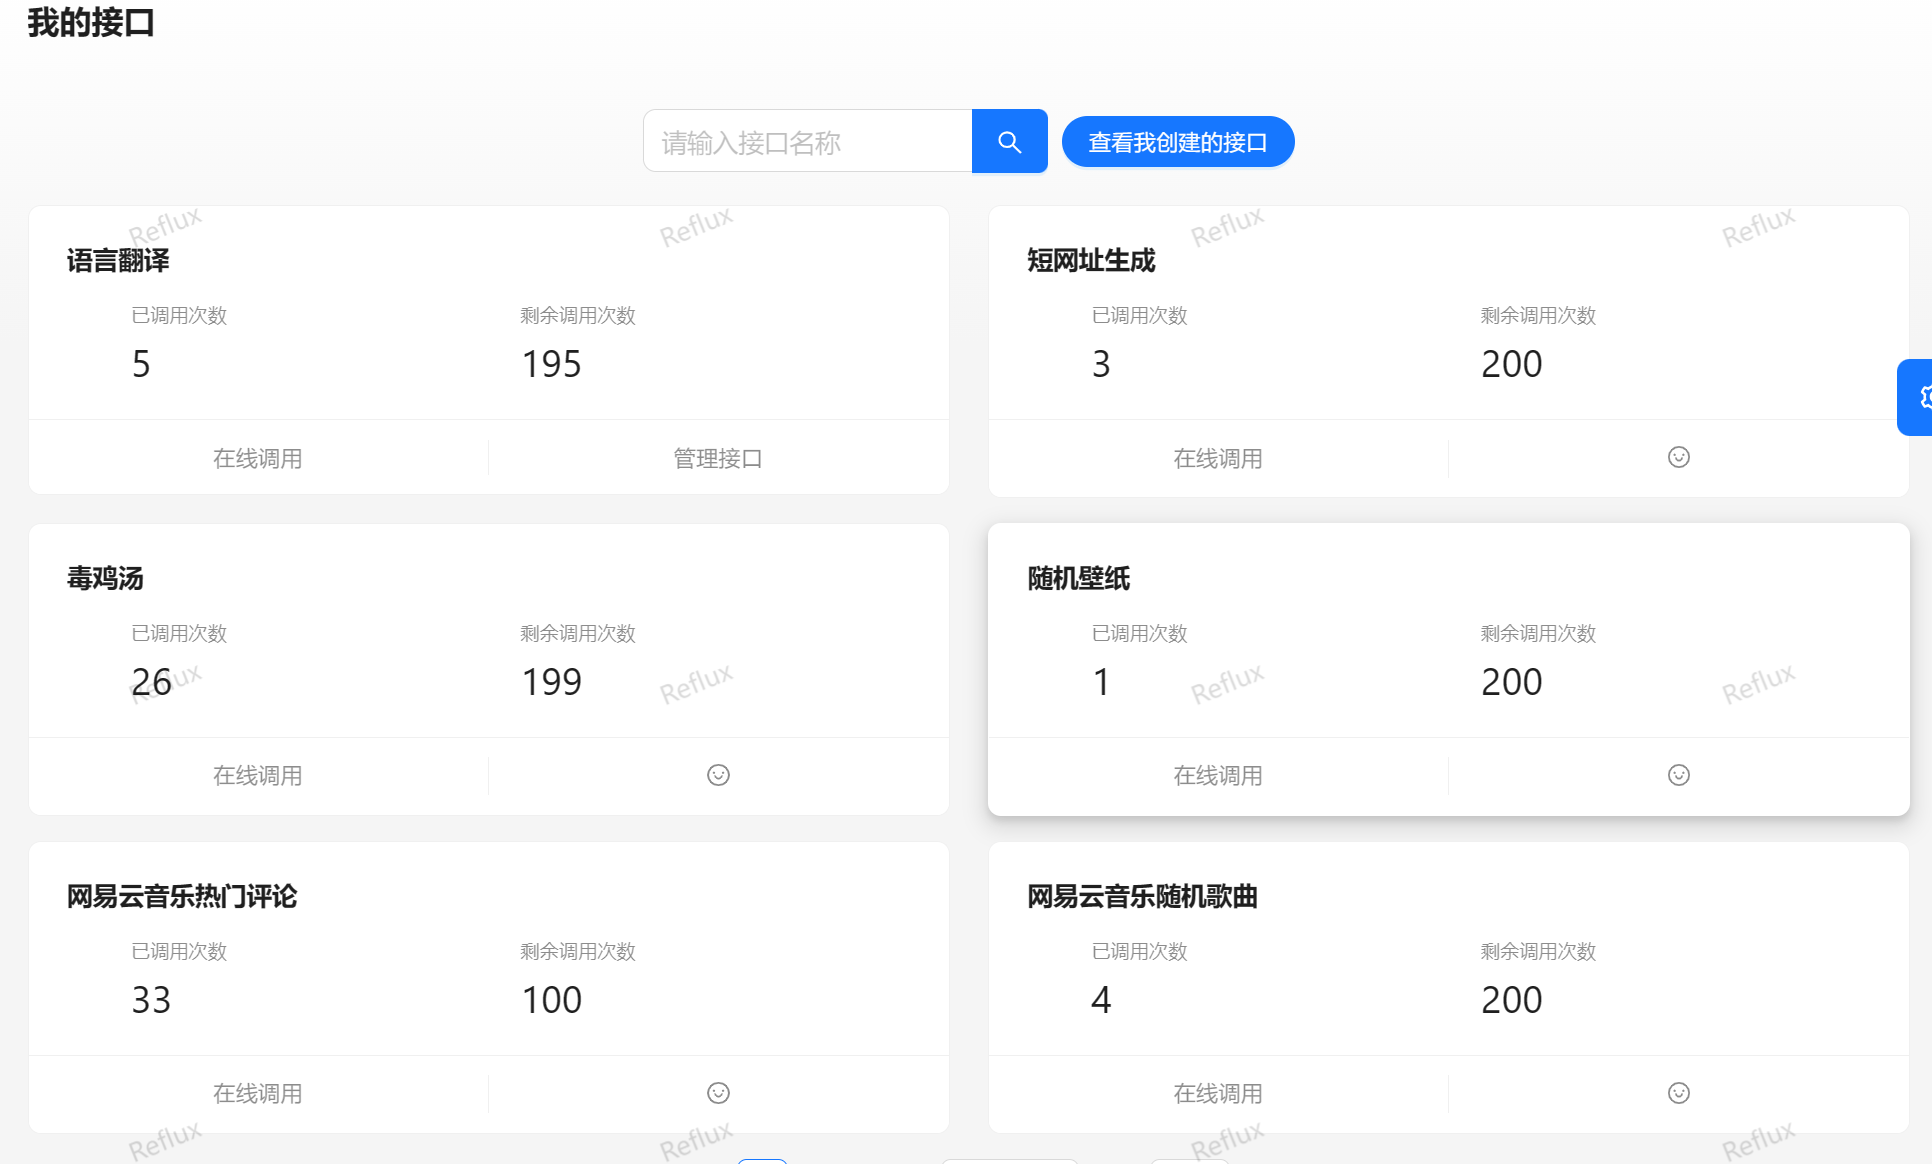 我的接口
请输入接口名称
查看我创建的接口
Reflux Reflux Reflux Reflux
语言翻译
已调用次数 剩余调用次数
5 195
在线调用 管理接口
短网址生成
已调用次数 剩余调用次数
3 200
在线调用
毒鸡汤
已调用次数 剩余调用次数
26 199
在线调用
随机壁纸
已调用次数 剩余调用次数
1 200
在线调用
Reflux Reflux Reflux Reflux
网易云音乐热门评论
已调用次数 剩余调用次数
33 100
在线调用
网易云音乐随机歌曲
已调用次数 剩余调用次数
4 200
在线调用
Reflux Reflux Reflux Reflux